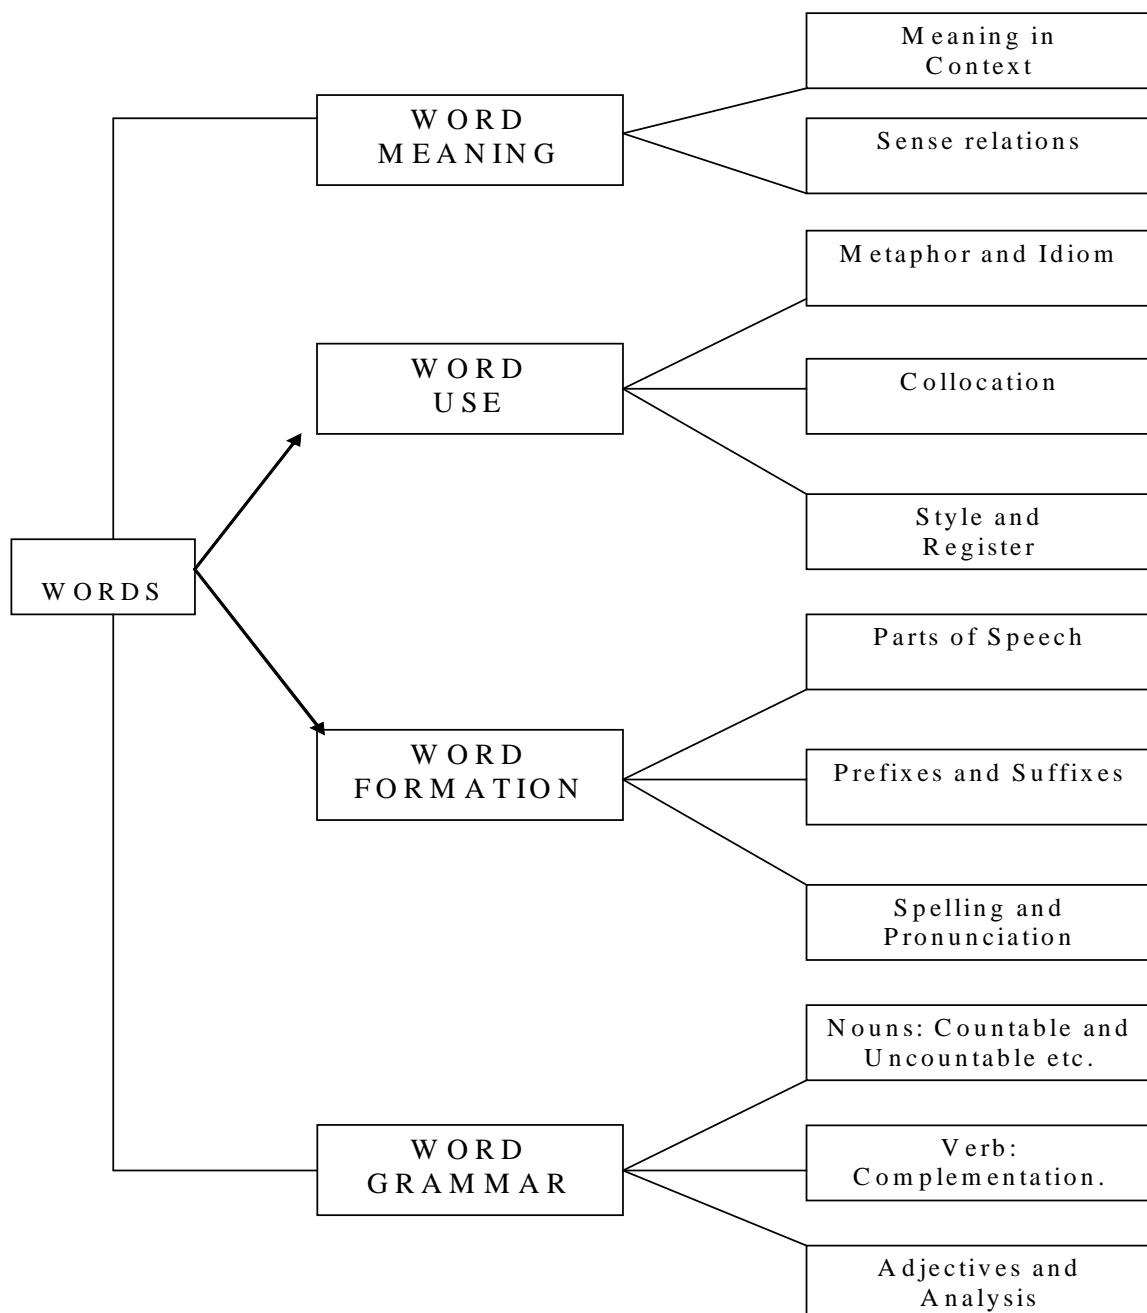 Meaning in
Context
WORD
MEANING
Sense relations
Metaphor and Idiom
WORD
USE
Collocation
Style and
Register
WORDS
Parts of Speech
WORD
FORMATION
Prefixes and Suffixes
Spelling and
Pronunciation
Nouns: Countable and
Uncountable etc.
WORD
GRAMMAR
Verb:
Complementation.
Adjectives and
Analysis